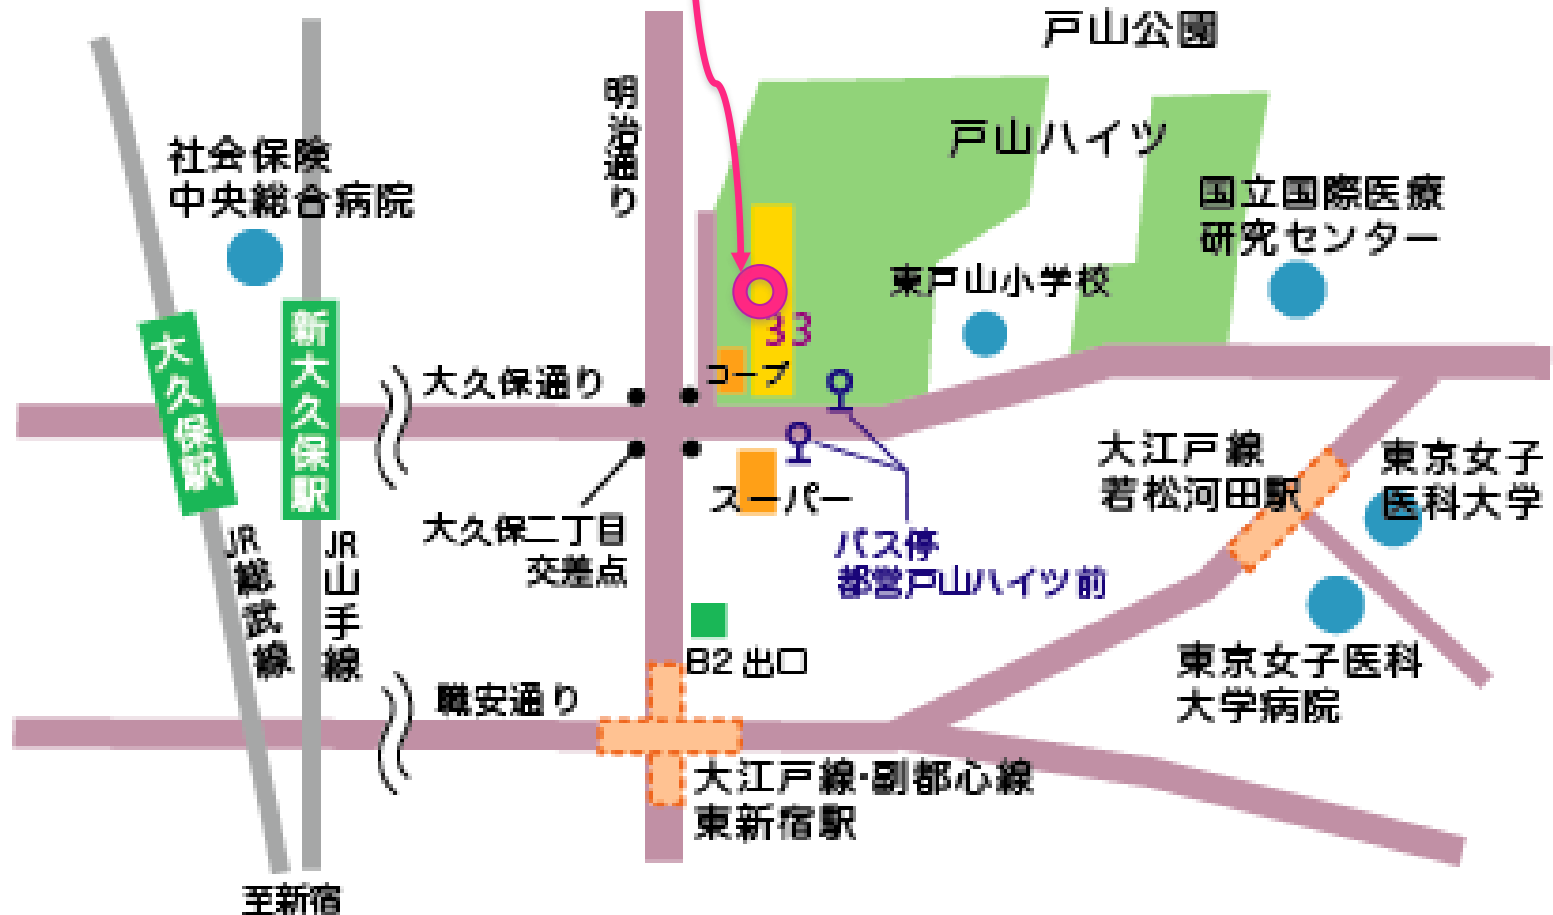 戸山公園
明治通り
戸山ハイツ
社会保険
中央総合病院
国立国際医療
研究センター
東戸山小学校
33
コープ
新大久保駅
大久保駅
大久保通り
大江戸線
若松河田駅
東京女子
医科大学
スーパー
大久保二丁目
交差点
バス停
都営戸山ハイツ前
JR総武線
JR山手線
B2出口
東京女子医科
大学病院
職安通り
大江戸線・副都心線
東新宿駅
至新宿